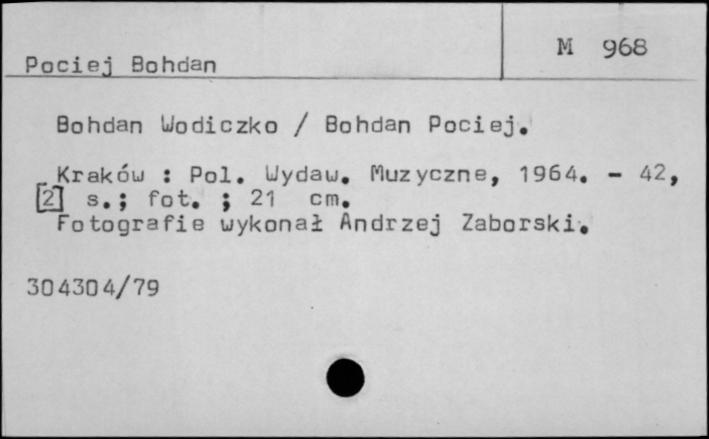 M 968
Pociej Bohdan
Bohdan Wodiczko / Bohdan Pociej.
Kraków : Pol. Wydaw. Muzyczne, 1964. - 42,
[2] s.; fot. ; 21 cm.
Fotografie wykonał Andrzej Zaborski.
304304/79